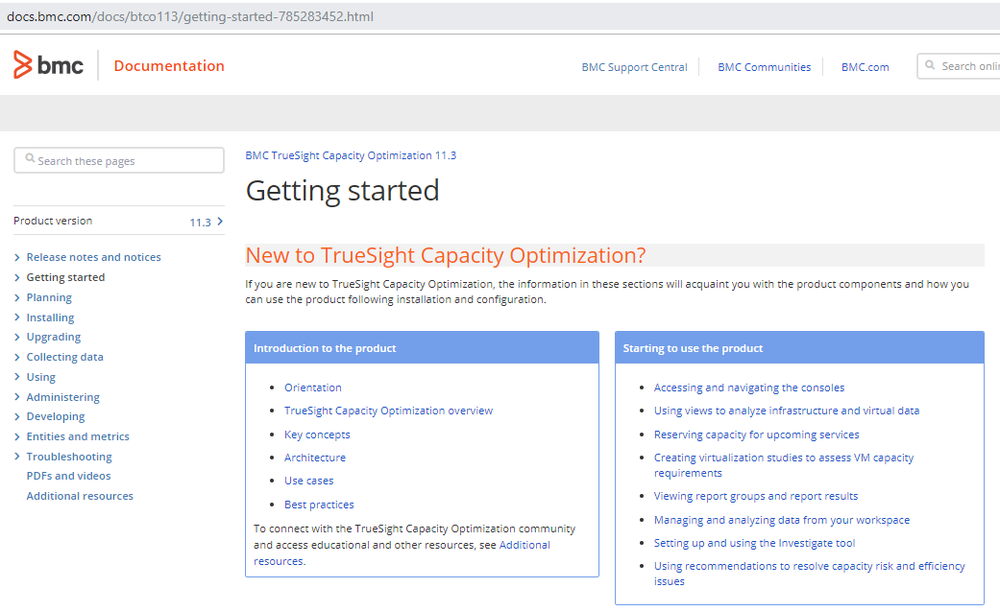 docs.bmc.com/docs/btco113/getting-started-785283452.html
bmc
Documentation
BMC Support Central
BMC Communities
BMC.com
Search onli
Search these pages
Product version
11.3
Release notes and notices
Getting started
Planning
Installing
Upgrading
Collecting data
Using
Administering
Developing
Entities and metrics
Troubleshooting
PDFs and videos
Additional resources
BMC TrueSight Capacity Optimization 11.3
Getting started
New to TrueSight Capacity Optimization?
If you are new to TrueSight Capacity Optimization, the information in these sections will acquaint you with the product components and how you
can use the product following installation and configuration.
Introduction to the product
Orientation
TrueSight Capacity Optimization overview
Key concepts
Architecture
Use cases
Best practices
To connect with the TrueSight Capacity Optimization community
and access educational and other resources, see Additional
resources.
Starting to use the product
Accessing and navigating the consoles
Using views to analyze infrastructure and virtual data
Reserving capacity for upcoming services
Creating virtualization studies to assess VM capacity
requirements
Viewing report groups and report results
Managing and analyzing data from your workspace
Setting up and using the Investigate tool
Using recommendations to resolve capacity risk and efficiency
issues